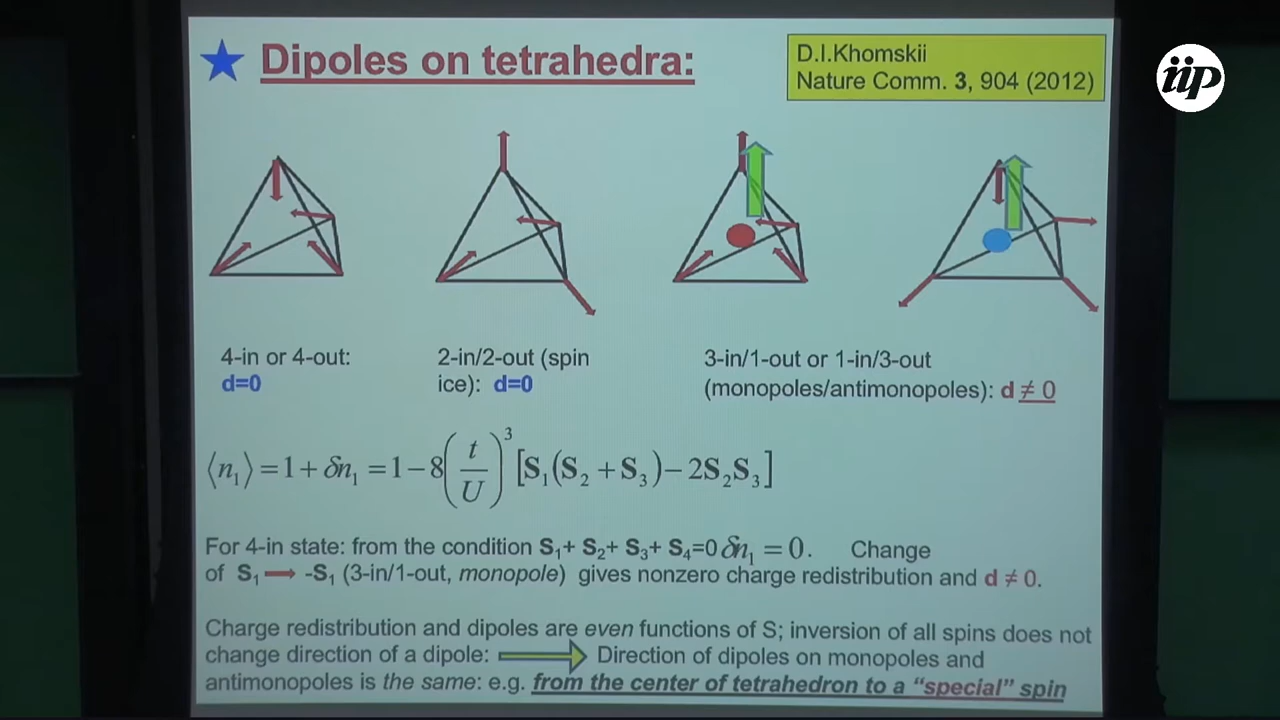 Dipoles on tetrahedra:
D.I.Khomskii
Nature Comm. 3, 904 (2012)
iip
4-in or 4-out:
d=0
2-in/2-out (spin
ice): d=0
3-in/1-out or 1-in/3-out
(monopoles/antimonopoles): d ≠ 0
⟨n₁⟩ = 1 + δn₁ = 1 − 8(t/U)³ [S₁(S₂ + S₃) − 2S₂S₃]
For 4-in state: from the condition S₁+ S₂+ S₃+ S₄=0 δn₁ = 0. Change
of S₁ → -S₁ (3-in/1-out, monopole) gives nonzero charge redistribution and d ≠ 0.
Charge redistribution and dipoles are even functions of S; inversion of all spins does not
change direction of a dipole: Direction of dipoles on monopoles and
antimonopoles is the same: e.g. from the center of tetrahedron to a “special” spin